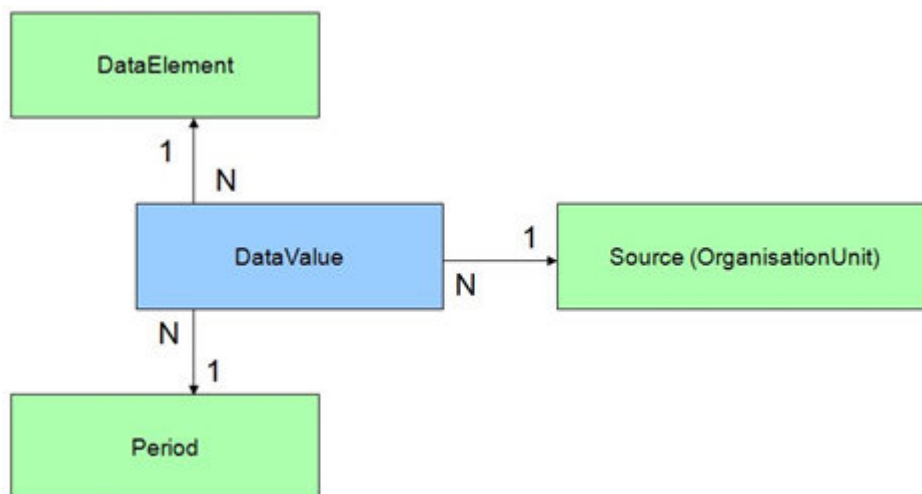 DataElement
1
N
DataValue
1
N
Source (OrganisationUnit)
N
1
Period